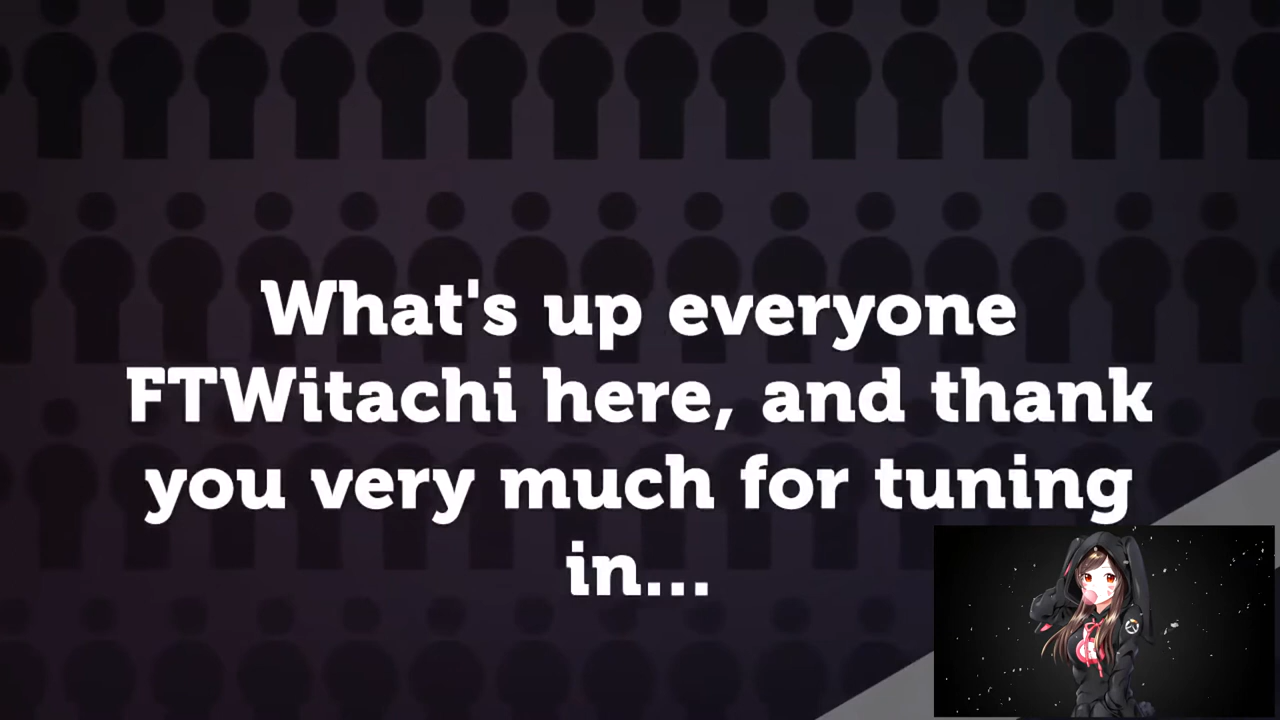 What's up everyone
FTWitachi here, and thank
you very much for tuning
in...